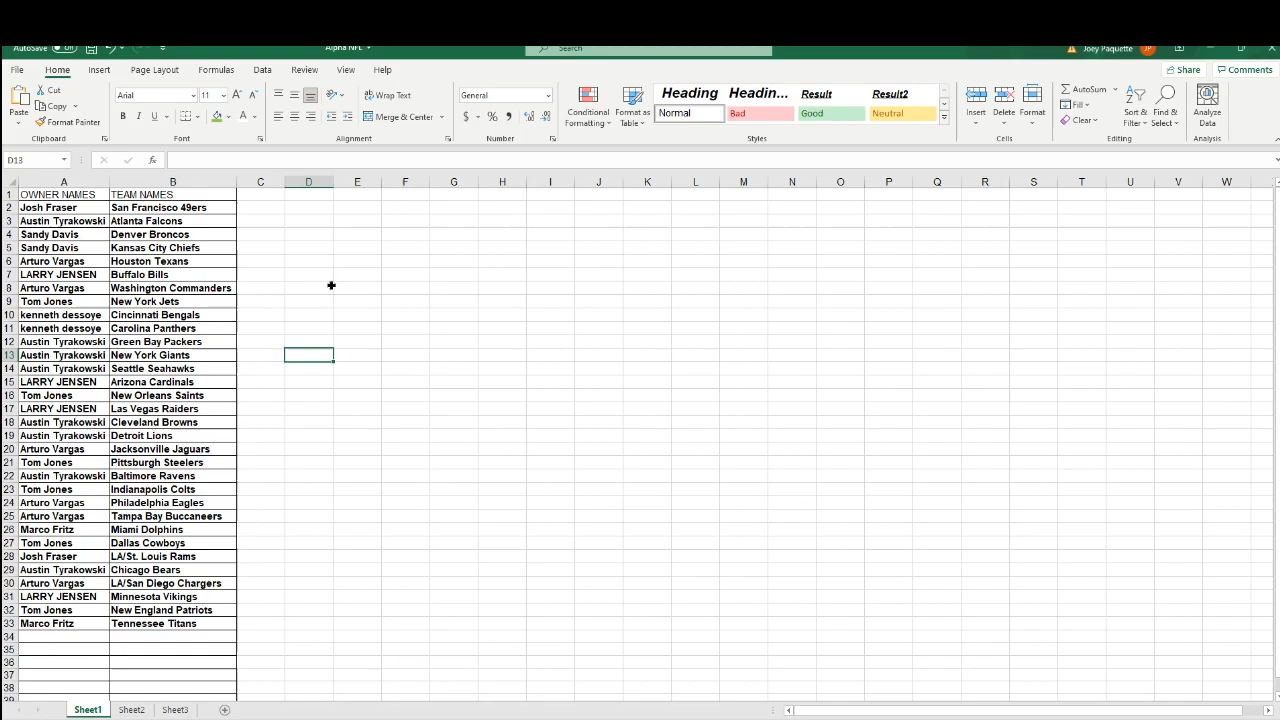 AutoSave Off Alpha NFL Search Joey Paquette JP
File Home Insert Page Layout Formulas Data Review View Help Share Comments
Paste Cut Copy Format Painter Clipboard
Arial 11 B I U A Font
Wrap Text Merge & Center Alignment
General $ % Number
Conditional Formatting Format as Table
Heading Headin... Result Result2
Normal Bad Good Neutral
Styles
Insert Delete Format Cells
AutoSum Fill Clear Sort & Filter Find & Select Editing
Analyze Data Analysis
D13 fx
A B C D E F G H I J K L M N O P Q R S T U V W
1 OWNER NAMES TEAM NAMES
2 Josh Fraser San Francisco 49ers
3 Austin Tyrakowski Atlanta Falcons
4 Sandy Davis Denver Broncos
5 Sandy Davis Kansas City Chiefs
6 Arturo Vargas Houston Texans
7 LARRY JENSEN Buffalo Bills
8 Arturo Vargas Washington Commanders
9 Tom Jones New York Jets
10 kenneth dessoye Cincinnati Bengals
11 kenneth dessoye Carolina Panthers
12 Austin Tyrakowski Green Bay Packers
13 Austin Tyrakowski New York Giants
14 Austin Tyrakowski Seattle Seahawks
15 LARRY JENSEN Arizona Cardinals
16 Tom Jones New Orleans Saints
17 LARRY JENSEN Las Vegas Raiders
18 Austin Tyrakowski Cleveland Browns
19 Austin Tyrakowski Detroit Lions
20 Arturo Vargas Jacksonville Jaguars
21 Tom Jones Pittsburgh Steelers
22 Austin Tyrakowski Baltimore Ravens
23 Tom Jones Indianapolis Colts
24 Arturo Vargas Philadelphia Eagles
25 Arturo Vargas Tampa Bay Buccaneers
26 Marco Fritz Miami Dolphins
27 Tom Jones Dallas Cowboys
28 Josh Fraser LA/St. Louis Rams
29 Austin Tyrakowski Chicago Bears
30 Arturo Vargas LA/San Diego Chargers
31 LARRY JENSEN Minnesota Vikings
32 Tom Jones New England Patriots
33 Marco Fritz Tennessee Titans
34
35
36
37
38
39
Sheet1 Sheet2 Sheet3